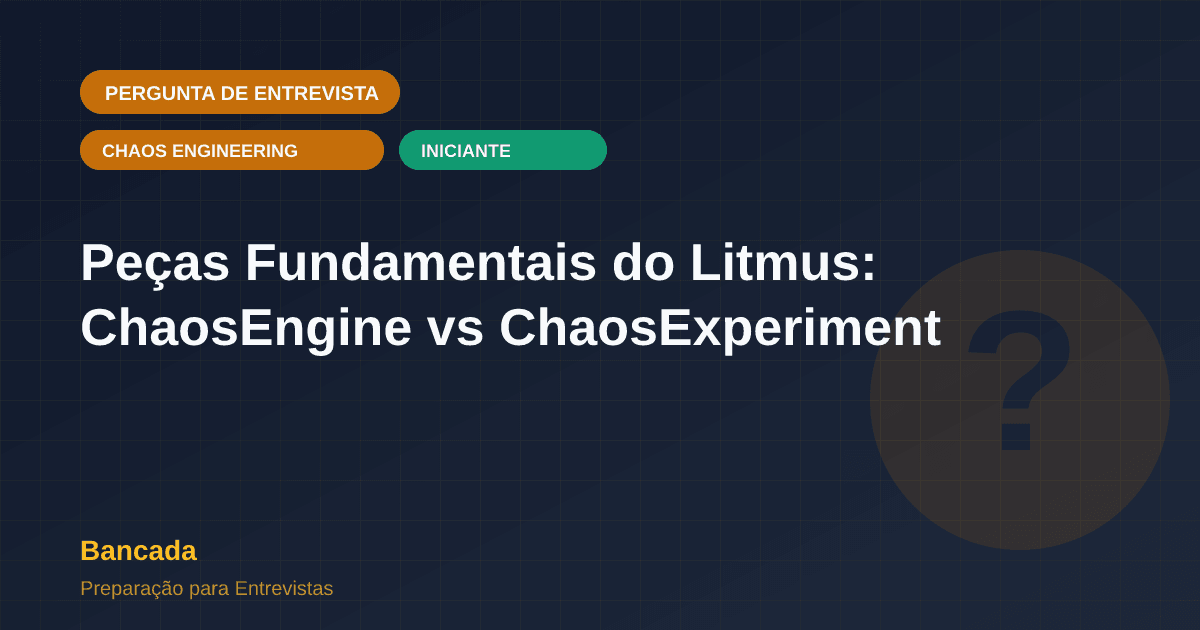 PERGUNTA DE ENTREVISTA
CHAOS ENGINEERING
INICIANTE
Peças Fundamentais do Litmus:
ChaosEngine vs ChaosExperiment
?
Bancada
Preparação para Entrevistas